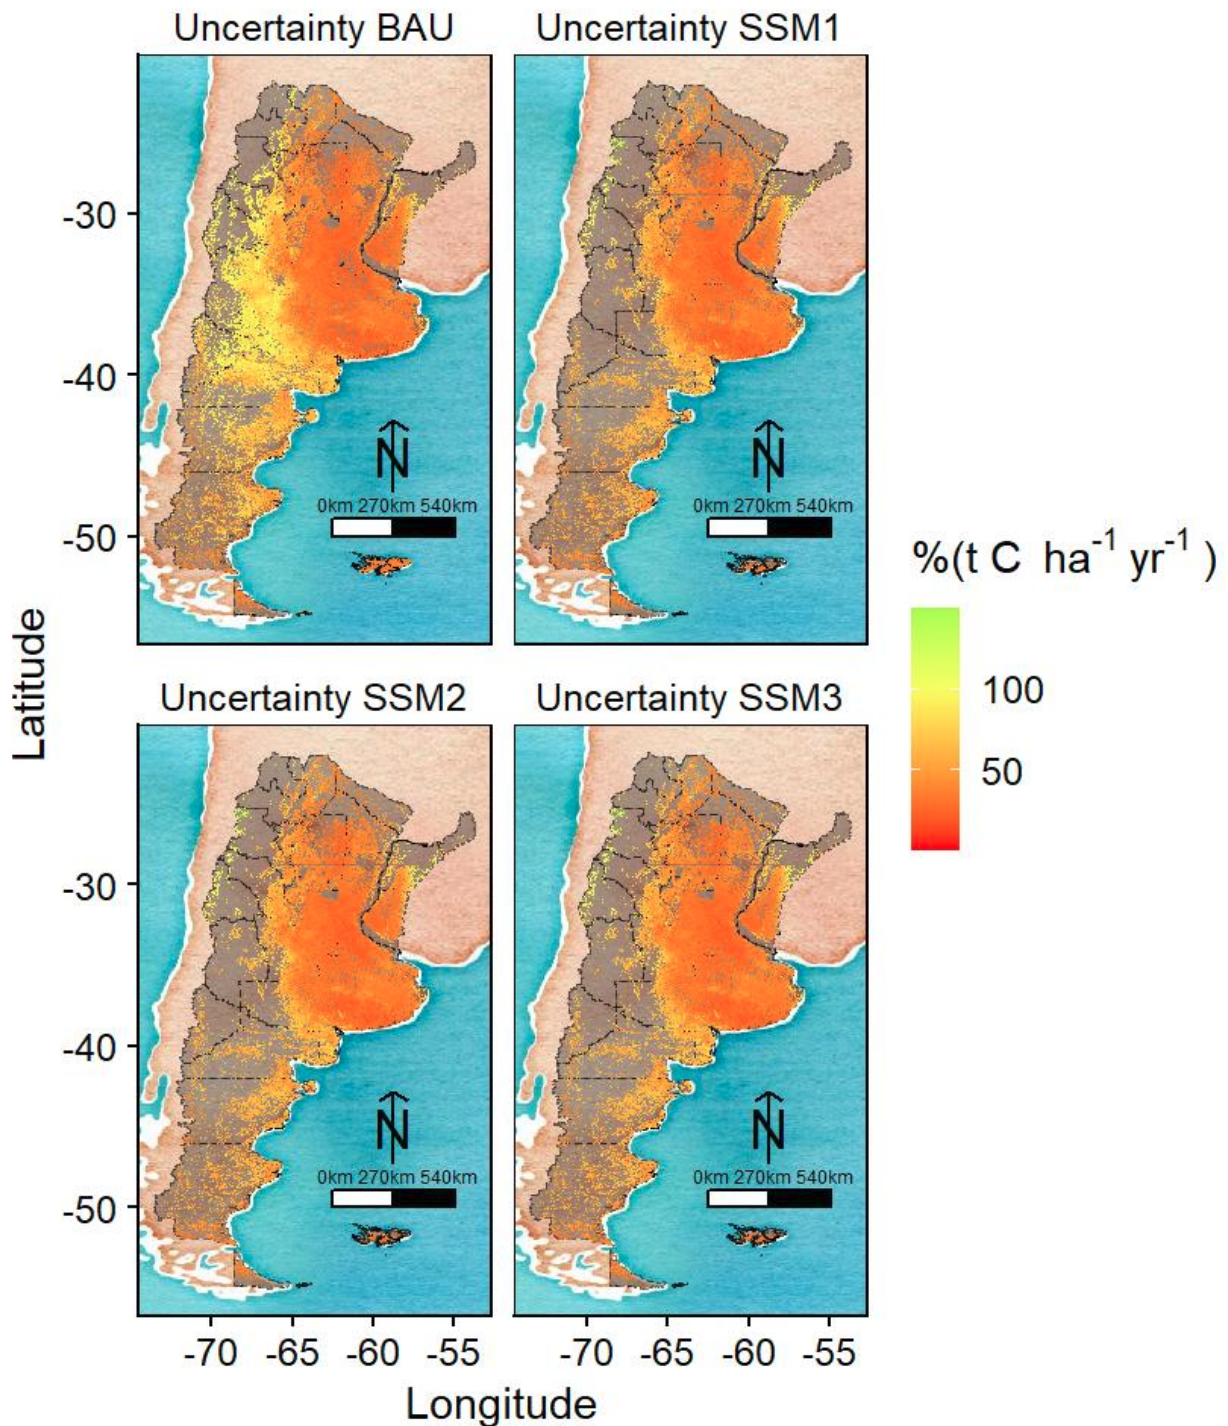 Uncertainty BAU
Uncertainty SSM1
-30
-40
-50
N
0km 270km 540km
N
0km 270km 540km
%(t C ha⁻¹ yr⁻¹ )
100
50
Latitude
Uncertainty SSM2
Uncertainty SSM3
-30
-40
-50
N
0km 270km 540km
N
0km 270km 540km
-70 -65 -60 -55
-70 -65 -60 -55
Longitude